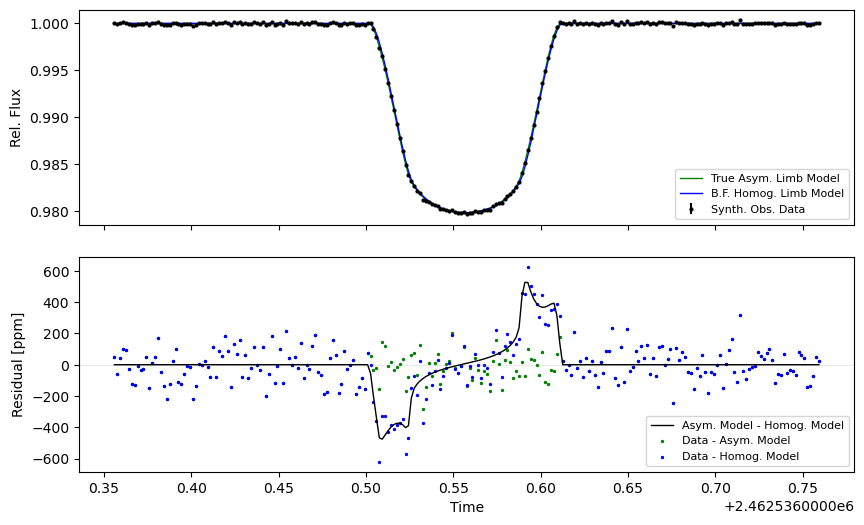 1.000
0.995
0.990
0.985
0.980
Rel. Flux
True Asym. Limb Model
B.F. Homog. Limb Model
Synth. Obs. Data
600
400
200
0
−200
−400
−600
Residual [ppm]
Asym. Model - Homog. Model
Data - Asym. Model
Data - Homog. Model
0.35 0.40 0.45 0.50 0.55 0.60 0.65 0.70 0.75
Time
+2.4625360000e6